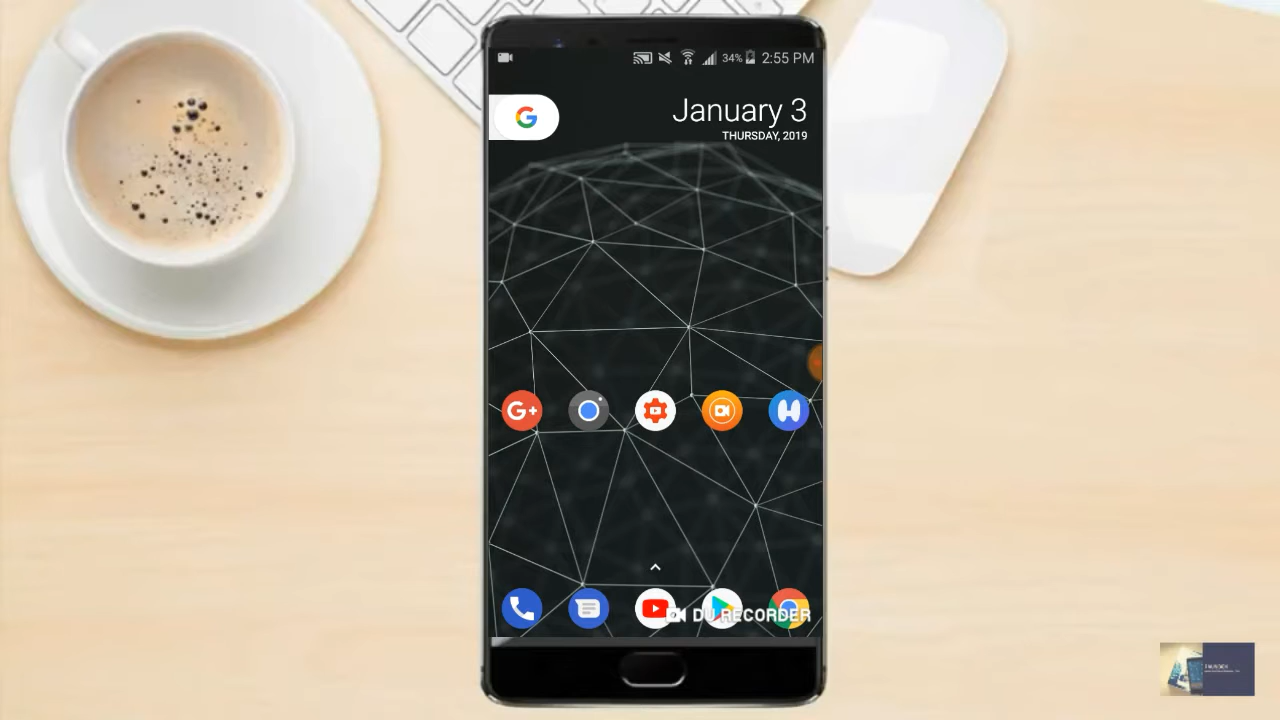 34% 2:55 PM
G
January 3
THURSDAY, 2019
G+
DU RECORDER